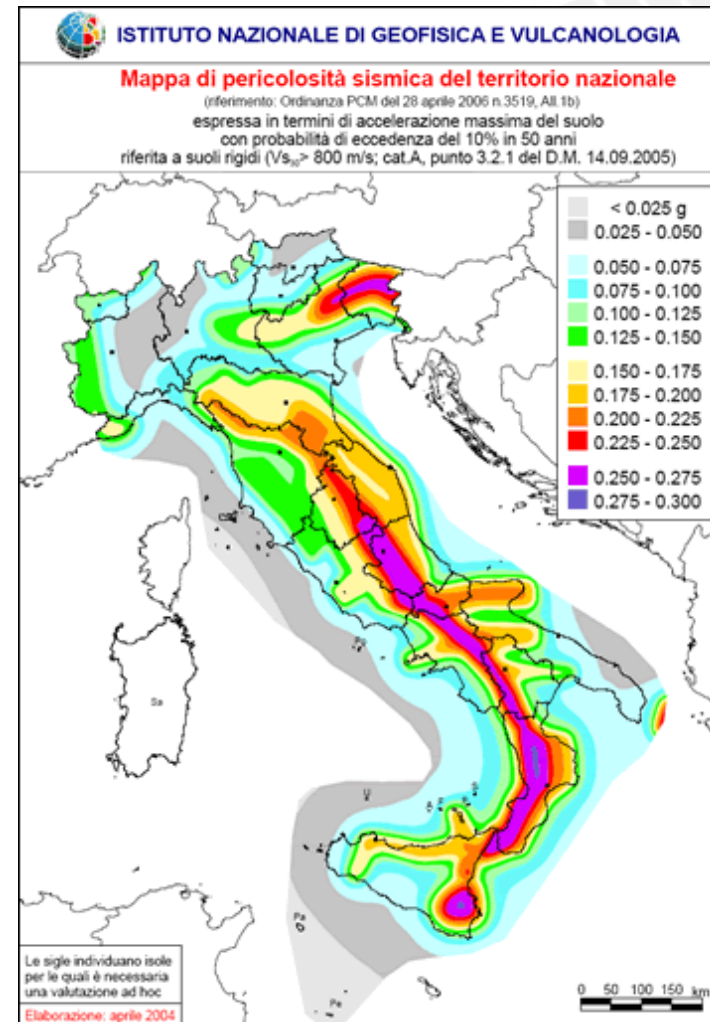 ISTITUTO NAZIONALE DI GEOFISICA E VULCANOLOGIA
Mappa di pericolosità sismica del territorio nazionale
(riferimento: Ordinanza PCM del 28 aprile 2006 n.3519, All.1b)
espressa in termini di accelerazione massima del suolo
con probabilità di eccedenza del 10% in 50 anni
riferita a suoli rigidi (Vs₃₀> 800 m/s; cat.A, punto 3.2.1 del D.M. 14.09.2005)
< 0.025 g
0.025 - 0.050
0.050 - 0.075
0.075 - 0.100
0.100 - 0.125
0.125 - 0.150
0.150 - 0.175
0.175 - 0.200
0.200 - 0.225
0.225 - 0.250
0.250 - 0.275
0.275 - 0.300
Sa
U
A
Pa
Pe
Le sigle individuano isole
per le quali è necessaria
una valutazione ad hoc
Elaborazione: aprile 2004
0 50 100 150 km